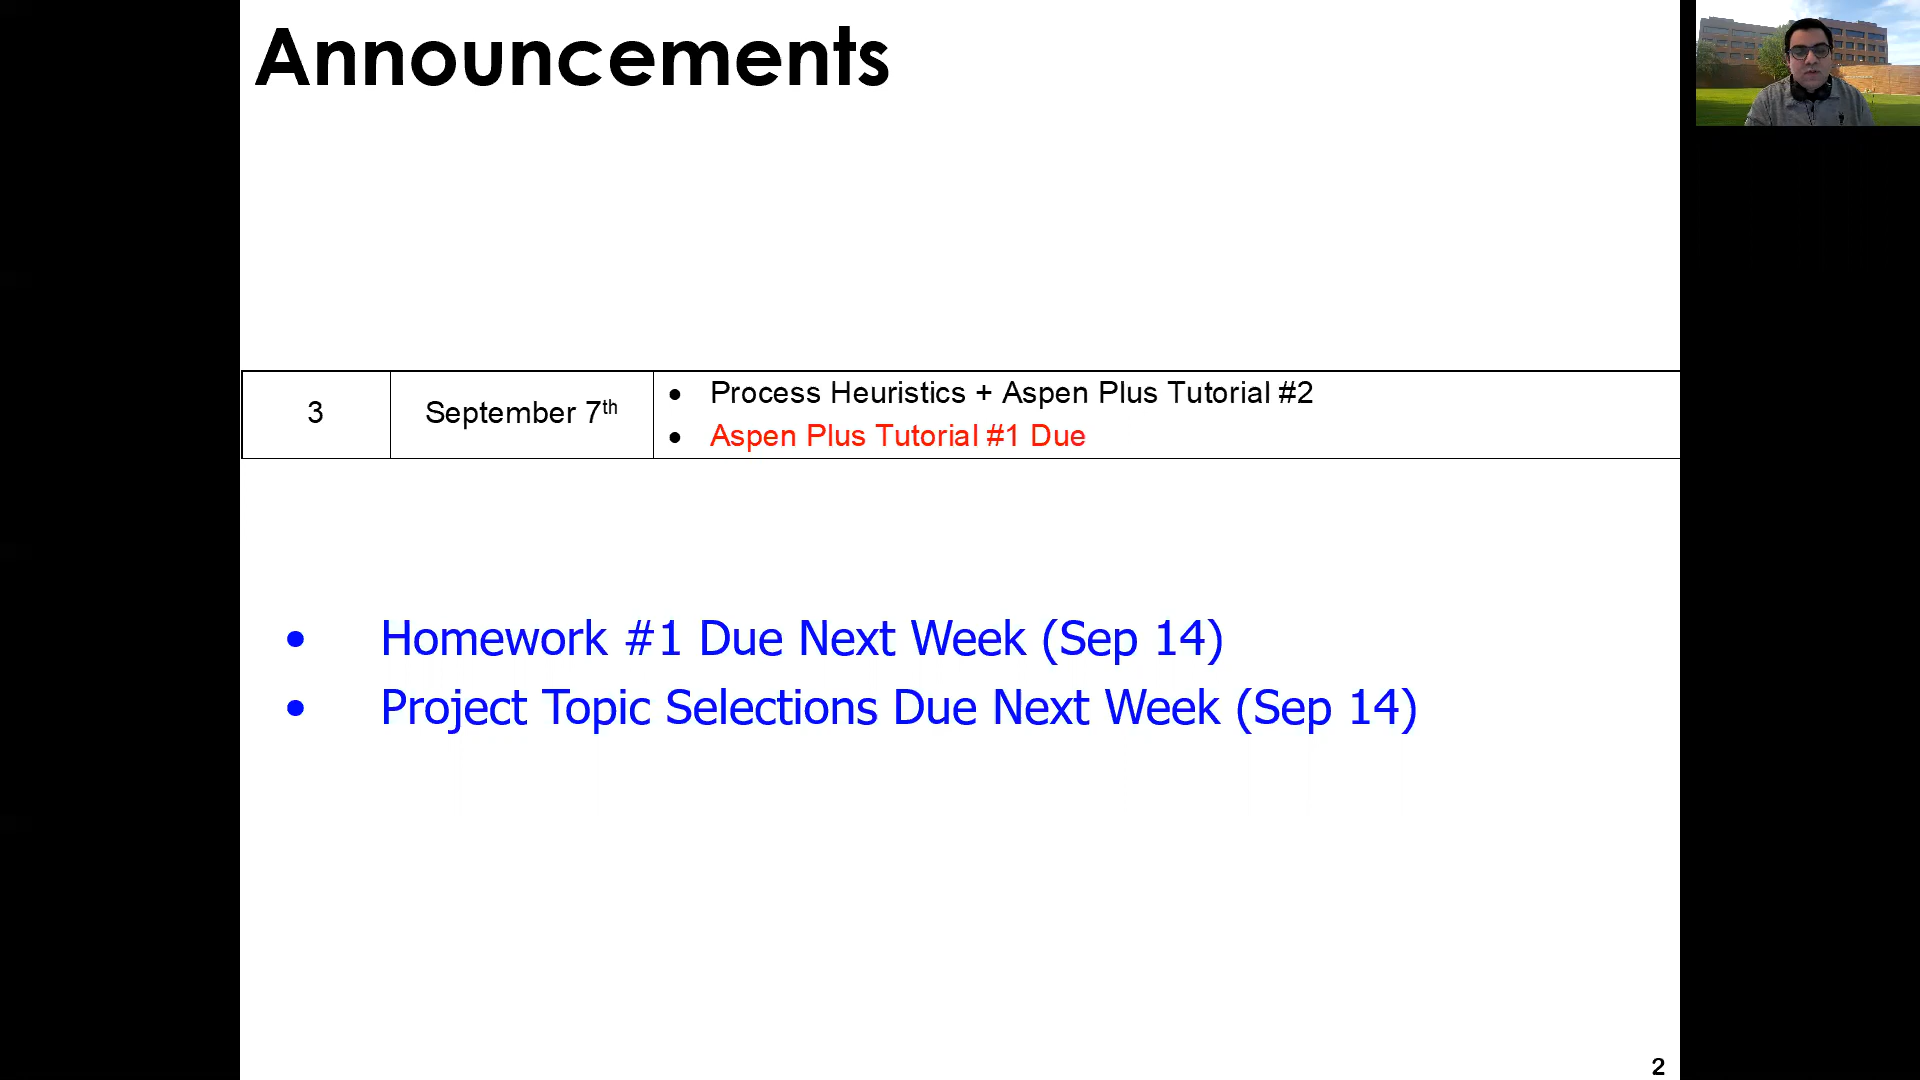 Announcements
3 September 7th • Process Heuristics + Aspen Plus Tutorial #2
• Aspen Plus Tutorial #1 Due
• Homework #1 Due Next Week (Sep 14)
• Project Topic Selections Due Next Week (Sep 14)
2